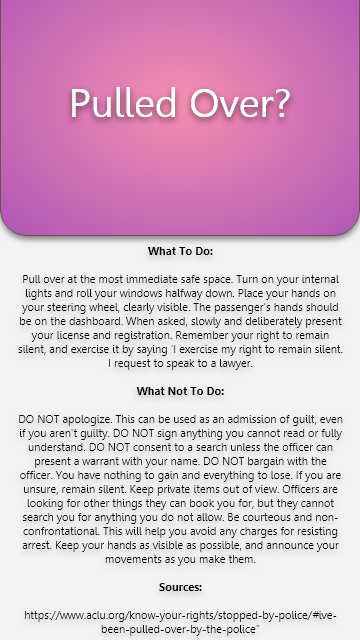 Pulled Over?
What To Do:
Pull over at the most immediate safe space. Turn on your internal
lights and roll your windows halfway down. Place your hands on
your steering wheel, clearly visible. The passenger's hands should
be on the dashboard. When asked, slowly and deliberately present
your license and registration. Remember your right to remain
silent, and exercise it by saying "I exercise my right to remain silent.
I request to speak to a lawyer.
What Not To Do:
DO NOT apologize. This can be used as an admission of guilt, even
if you aren't guilty. DO NOT sign anything you cannot read or fully
understand. DO NOT consent to a search unless the officer can
present a warrant with your name. DO NOT bargain with the
officer. You have nothing to gain and everything to lose. If you are
unsure, remain silent. Keep private items out of view. Officers are
looking for other things they can book you for, but they cannot
search you for anything you do not allow. Be courteous and non-
confrontational. This will help you avoid any charges for resisting
arrest. Keep your hands as visible as possible, and announce your
movements as you make them.
Sources:
https://www.aclu.org/know-your-rights/stopped-by-police/#ive-
been-pulled-over-by-the-police"